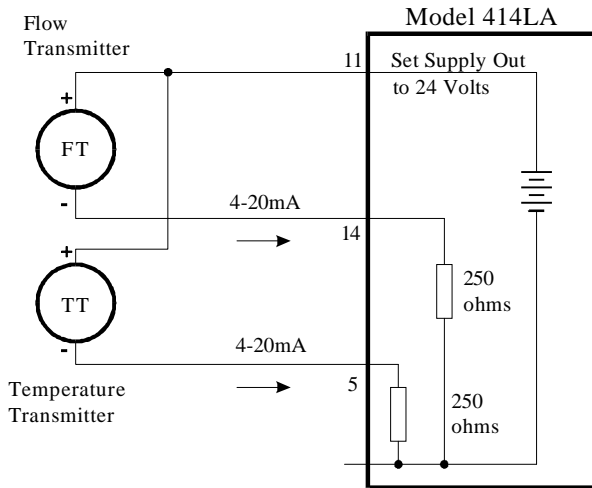 Model 414LA
Flow
Transmitter
11
Set Supply Out
to 24 Volts
+
FT
-
4-20mA
14
+
TT
-
250
ohms
4-20mA
5
250
ohms
Temperature
Transmitter